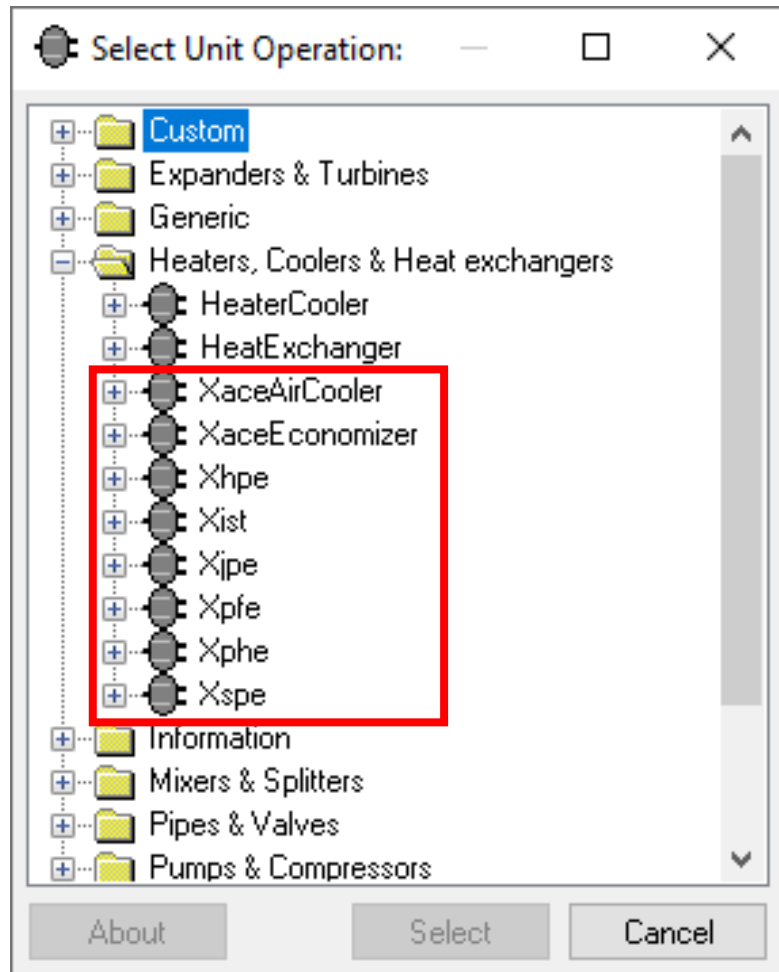 Select Unit Operation:
Custom
Expanders & Turbines
Generic
Heaters, Coolers & Heat exchangers
HeaterCooler
HeatExchanger
XaceAirCooler
XaceEconomizer
Xhpe
Xist
Xjpe
Xpfe
Xphe
Xspe
Information
Mixers & Splitters
Pipes & Valves
Pumps & Compressors
About Select Cancel